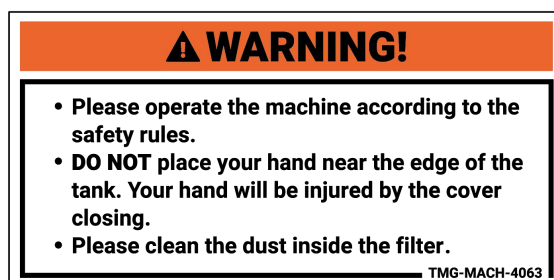 ⚠ WARNING!
• Please operate the machine according to the
safety rules.
• DO NOT place your hand near the edge of the
tank. Your hand will be injured by the cover
closing.
• Please clean the dust inside the filter.
TMG-MACH-4063